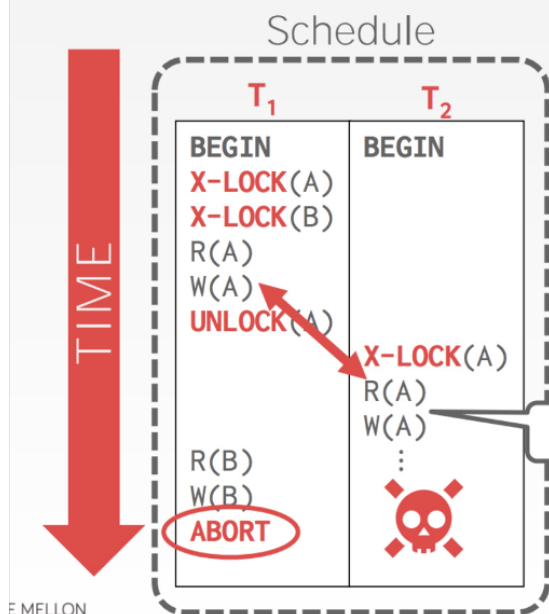 Schedule
TIME
T1
T2
BEGIN
X-LOCK(A)
X-LOCK(B)
R(A)
W(A)
UNLOCK(A)
R(B)
W(B)
ABORT
BEGIN
X-LOCK(A)
R(A)
W(A)
⋮
E MELLON